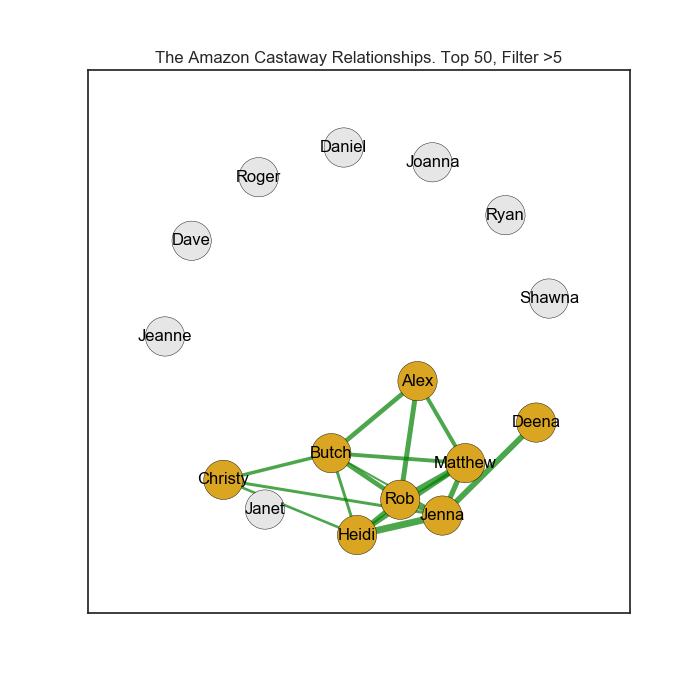 The Amazon Castaway Relationships. Top 50, Filter >5
Daniel
Joanna
Roger
Ryan
Dave
Shawna
Jeanne
Alex
Deena
Butch
Matthew
Christy
Rob
Janet
Jenna
Heidi